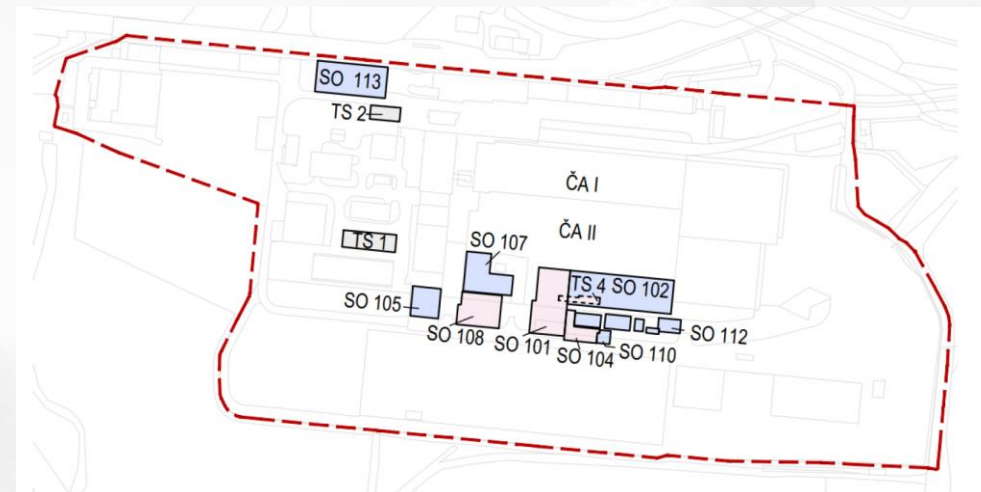 SO 113
TS 2
ČA I
ČA II
TS 1
SO 107
TS 4 SO 102
SO 105
SO 108
SO 101
SO 104
SO 110
SO 112